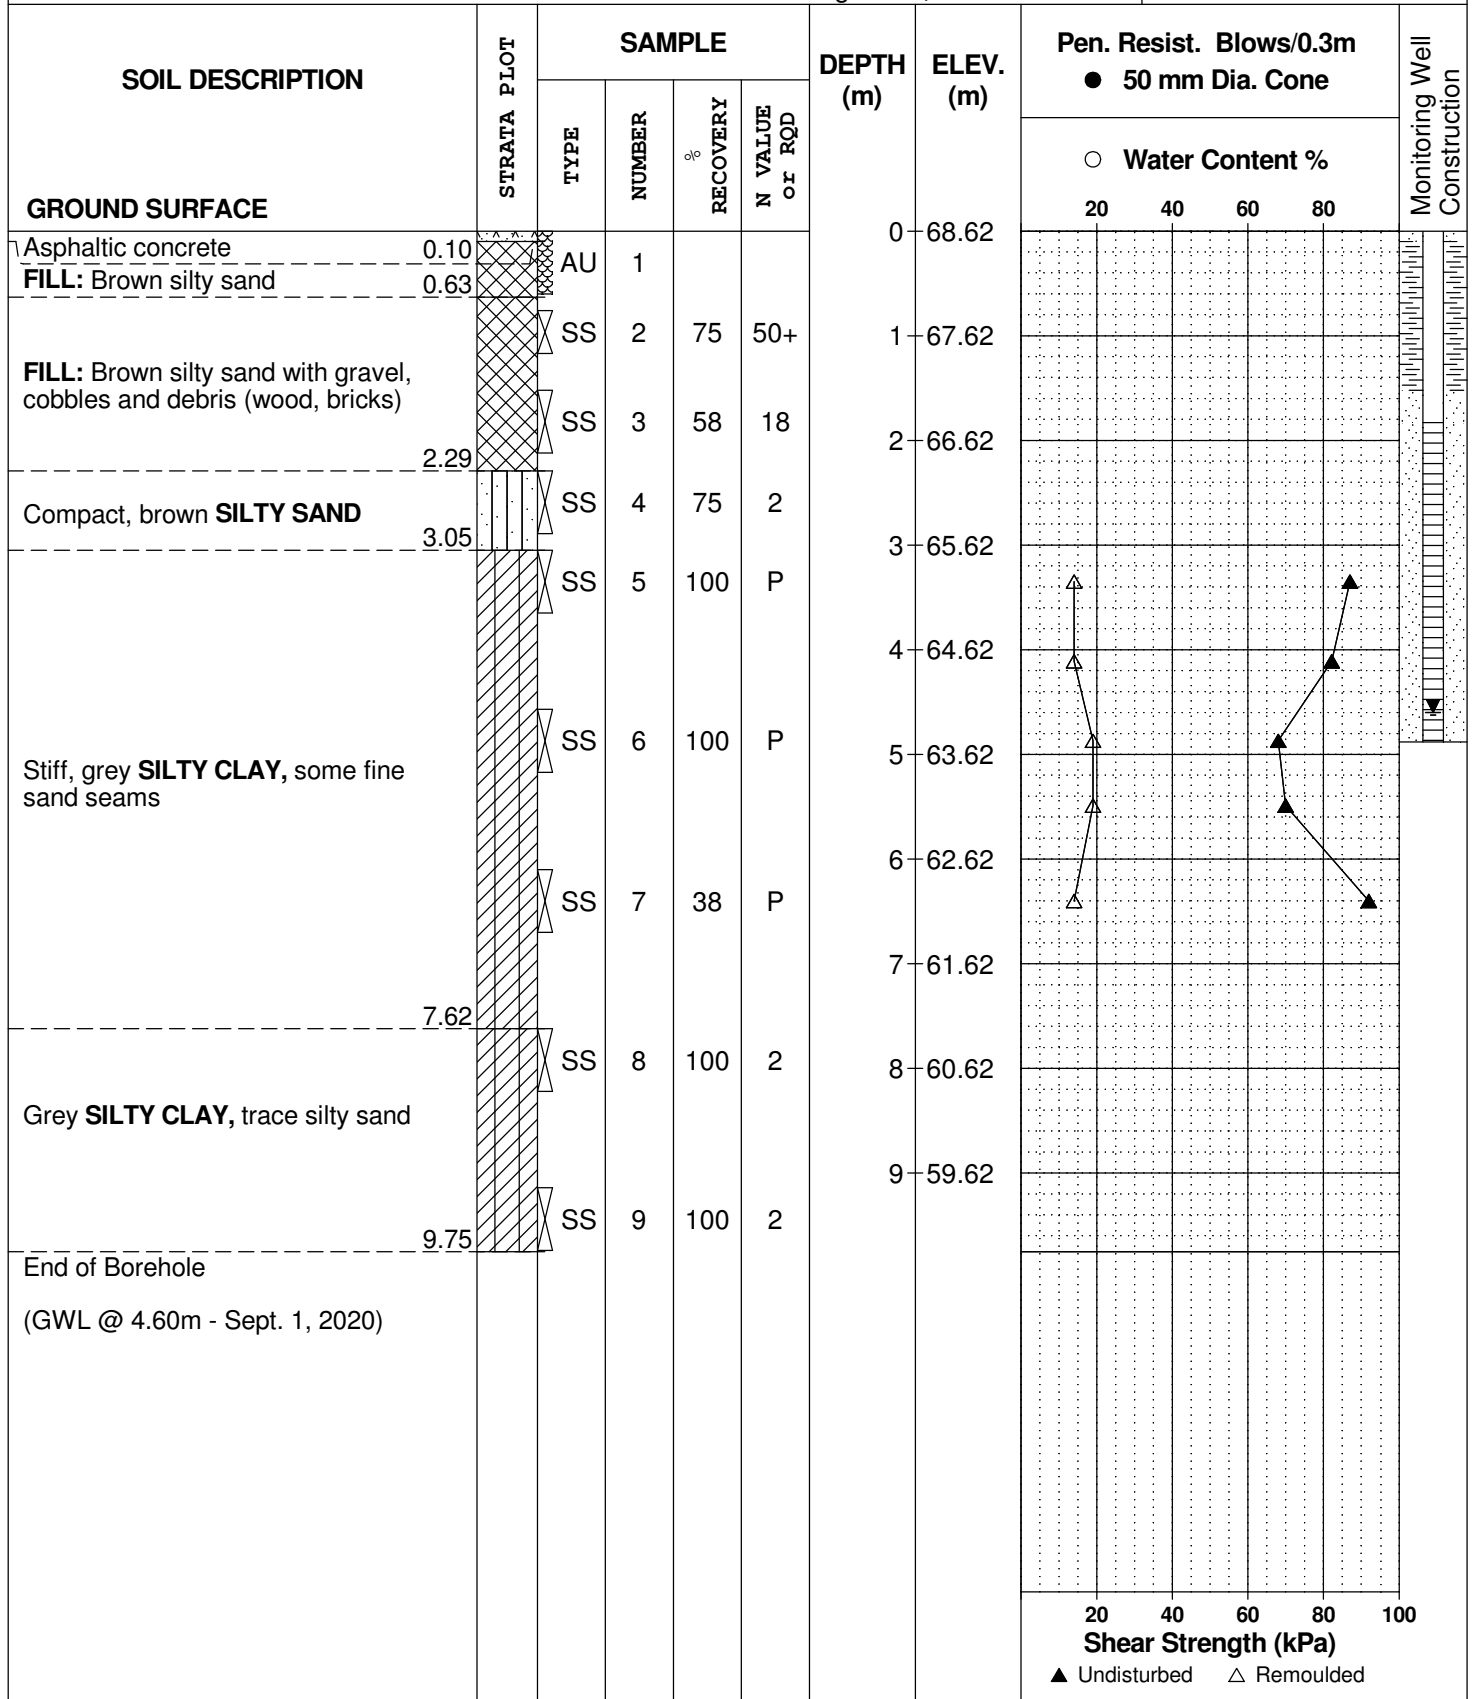 SOIL DESCRIPTION
GROUND SURFACE
STRATA PLOT
SAMPLE
TYPE
NUMBER
% RECOVERY
N VALUE or RQD
DEPTH (m)
ELEV. (m)
Pen. Resist. Blows/0.3m
● 50 mm Dia. Cone
○ Water Content %
20 40 60 80
Monitoring Well Construction
0 68.62
Asphaltic concrete 0.10
AU 1
FILL: Brown silty sand 0.63
SS 2 75 50+
1 67.62
FILL: Brown silty sand with gravel,
cobbles and debris (wood, bricks)
SS 3 58 18
2 66.62
2.29
Compact, brown SILTY SAND
SS 4 75 2
3.05
3 65.62
SS 5 100 P
4 64.62
SS 6 100 P
5 63.62
Stiff, grey SILTY CLAY, some fine
sand seams
6 62.62
SS 7 38 P
7 61.62
7.62
SS 8 100 2
8 60.62
Grey SILTY CLAY, trace silty sand
9 59.62
SS 9 100 2
9.75
End of Borehole
(GWL @ 4.60m - Sept. 1, 2020)
20 40 60 80 100
Shear Strength (kPa)
▲ Undisturbed △ Remoulded